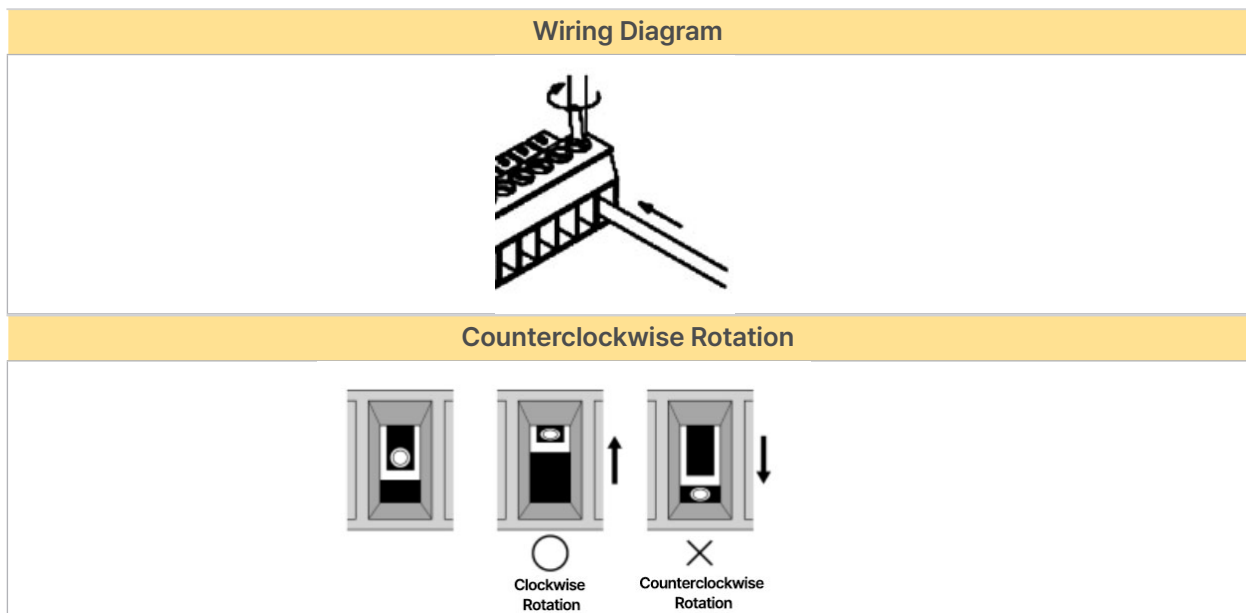 Wiring Diagram
Counterclockwise Rotation
Clockwise
Rotation
Counterclockwise
Rotation